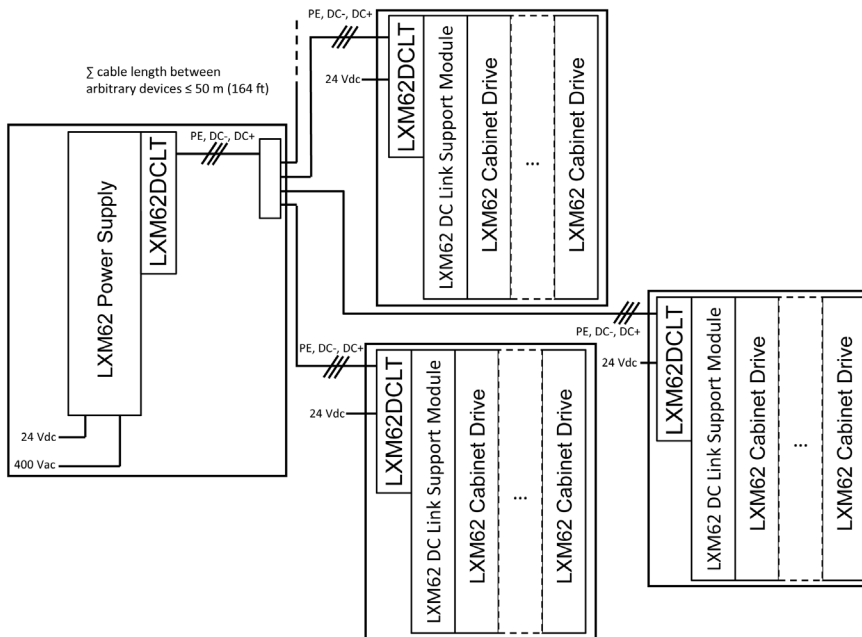 ∑ cable length between
arbitrary devices ≤ 50 m (164 ft)
LXM62 Power Supply
LXM62DCLT
PE, DC-, DC+
24 Vdc
400 Vac
PE, DC-, DC+
24 Vdc
LXM62DCLT
LXM62 DC Link Support Module
LXM62 Cabinet Drive
...
LXM62 Cabinet Drive
PE, DC-, DC+
24 Vdc
LXM62DCLT
LXM62 DC Link Support Module
LXM62 Cabinet Drive
...
LXM62 Cabinet Drive
PE, DC-, DC+
24 Vdc
LXM62DCLT
LXM62 DC Link Support Module
LXM62 Cabinet Drive
...
LXM62 Cabinet Drive